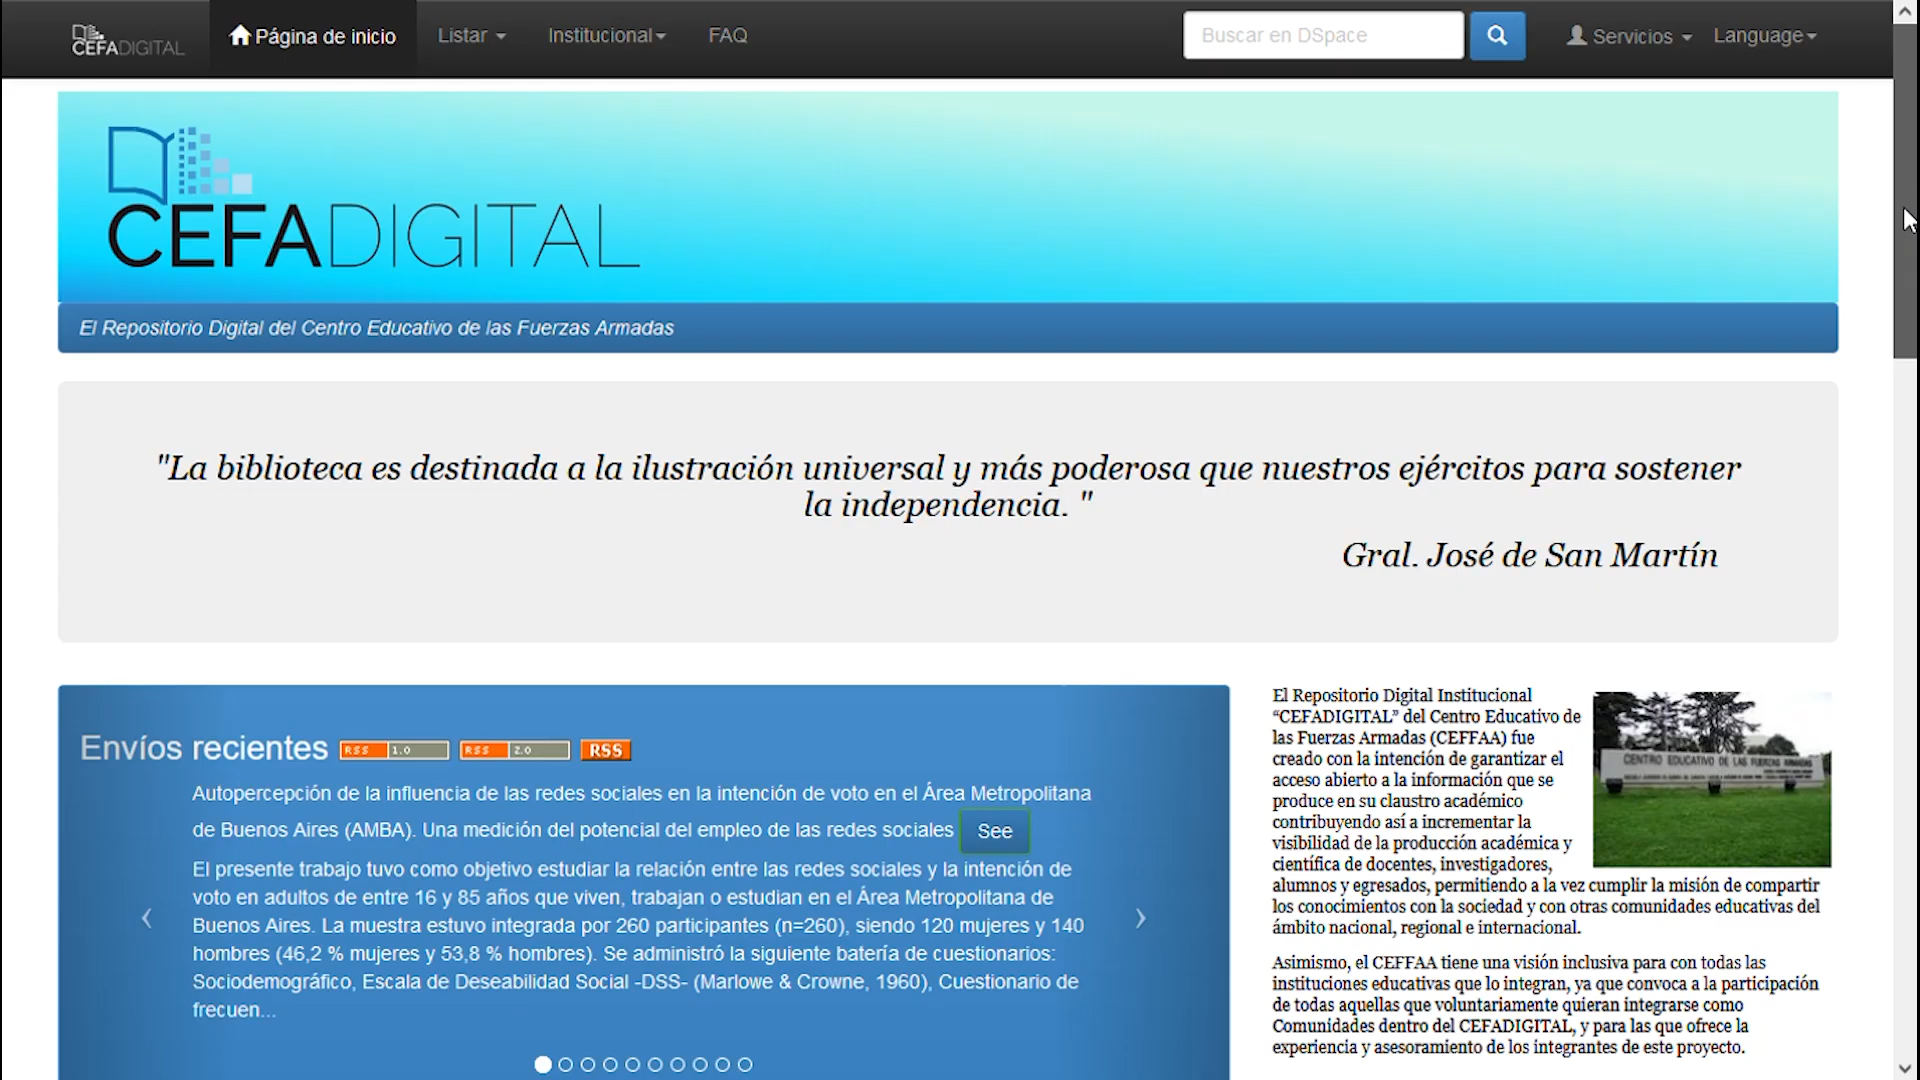 CEFADIGITAL
Página de inicio
Listar
Institucional
FAQ
Buscar en DSpace
Servicios
Language
CEFADIGITAL
El Repositorio Digital del Centro Educativo de las Fuerzas Armadas
"La biblioteca es destinada a la ilustración universal y más poderosa que nuestros ejércitos para sostener
la independencia. "
Gral. José de San Martín
Envíos recientes
RSS 1.0
RSS 2.0
RSS
Autopercepción de la influencia de las redes sociales en la intención de voto en el Área Metropolitana
de Buenos Aires (AMBA). Una medición del potencial del empleo de las redes sociales
See
El presente trabajo tuvo como objetivo estudiar la relación entre las redes sociales y la intención de
voto en adultos de entre 16 y 85 años que viven, trabajan o estudian en el Área Metropolitana de
Buenos Aires. La muestra estuvo integrada por 260 participantes (n=260), siendo 120 mujeres y 140
hombres (46,2 % mujeres y 53,8 % hombres). Se administró la siguiente batería de cuestionarios:
Sociodemográfico, Escala de Deseabilidad Social -DSS- (Marlowe & Crowne, 1960), Cuestionario de
frecuen...
El Repositorio Digital Institucional
“CEFADIGITAL” del Centro Educativo de
las Fuerzas Armadas (CEFFAA) fue
creado con la intención de garantizar el
acceso abierto a la información que se
produce en su claustro académico
contribuyendo así a incrementar la
visibilidad de la producción académica y
científica de docentes, investigadores,
alumnos y egresados, permitiendo a la vez cumplir la misión de compartir
los conocimientos con la sociedad y con otras comunidades educativas del
ámbito nacional, regional e internacional.
CENTRO EDUCATIVO DE LAS FUERZAS ARMADAS
Asimismo, el CEFFAA tiene una visión inclusiva para con todas las
instituciones educativas que lo integran, ya que convoca a la participación
de todas aquellas que voluntariamente quieran integrarse como
Comunidades dentro del CEFADIGITAL, y para las que ofrece la
experiencia y asesoramiento de los integrantes de este proyecto.